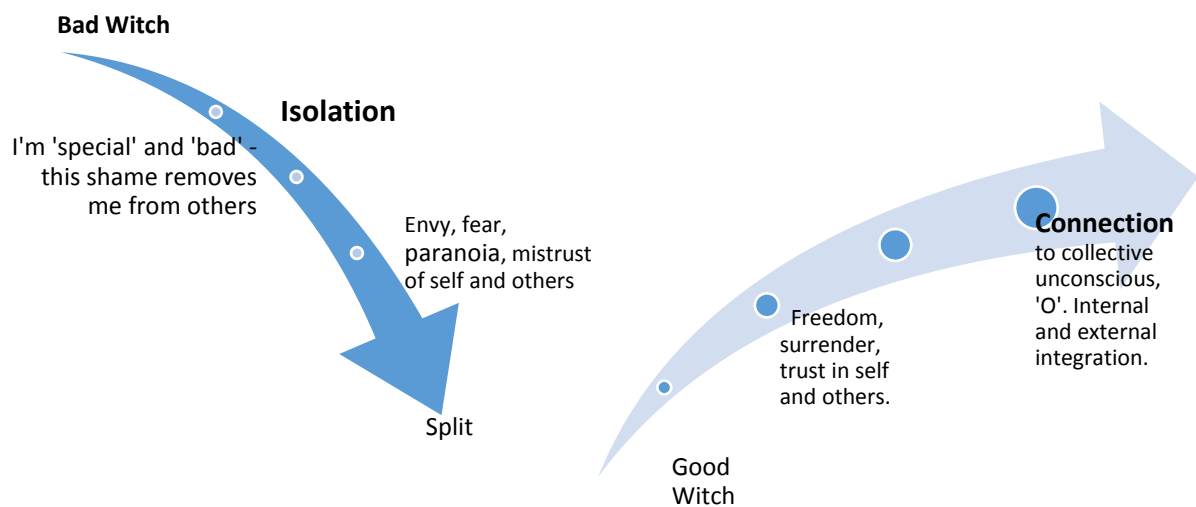 Bad Witch
Isolation
I'm 'special' and 'bad' -
this shame removes
me from others
Envy, fear,
paranoia, mistrust
of self and others
Split
Good
Witch
Freedom,
surrender,
trust in self
and others.
Connection
to collective
unconscious,
'O'. Internal
and external
integration.